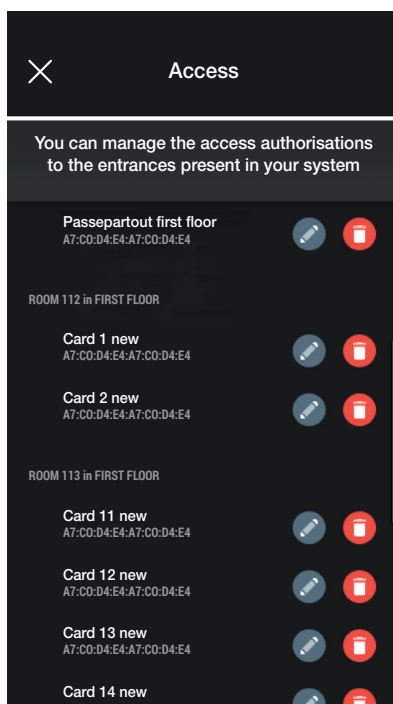 Access
You can manage the access authorisations
to the entrances present in your system
Passepartout first floor
A7:C0:D4:E4:A7:C0:D4:E4
ROOM 112 in FIRST FLOOR
Card 1 new
A7:C0:D4:E4:A7:C0:D4:E4
Card 2 new
A7:C0:D4:E4:A7:C0:D4:E4
ROOM 113 in FIRST FLOOR
Card 11 new
A7:C0:D4:E4:A7:C0:D4:E4
Card 12 new
A7:C0:D4:E4:A7:C0:D4:E4
Card 13 new
A7:C0:D4:E4:A7:C0:D4:E4
Card 14 new